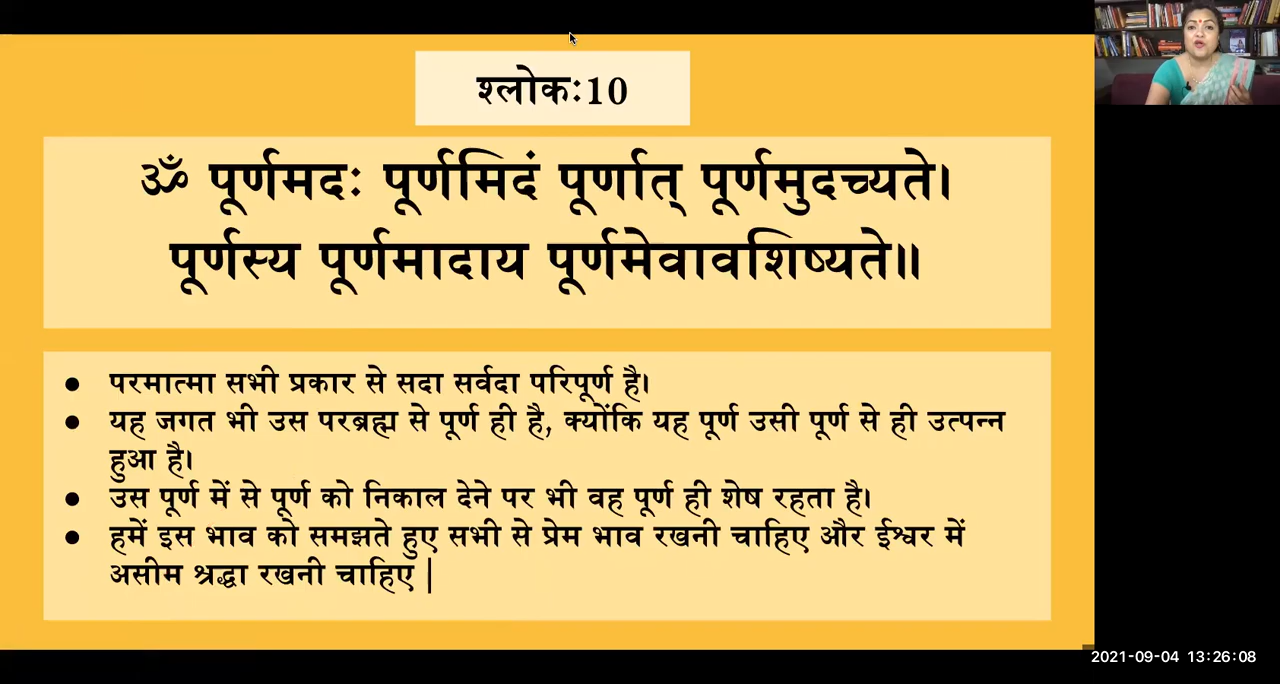 श्लोकः10
ॐ पूर्णमदः पूर्णमिदं पूर्णात् पूर्णमुदच्यते।
पूर्णस्य पूर्णमादाय पूर्णमेवावशिष्यते॥
● परमात्मा सभी प्रकार से सदा सर्वदा परिपूर्ण है।
● यह जगत भी उस परब्रह्म से पूर्ण ही है, क्योंकि यह पूर्ण उसी पूर्ण से ही उत्पन्न
हुआ है।
● उस पूर्ण में से पूर्ण को निकाल देने पर भी वह पूर्ण ही शेष रहता है।
● हमें इस भाव को समझते हुए सभी से प्रेम भाव रखनी चाहिए और ईश्वर में
असीम श्रद्धा रखनी चाहिए |
2021-09-04 13:26:08